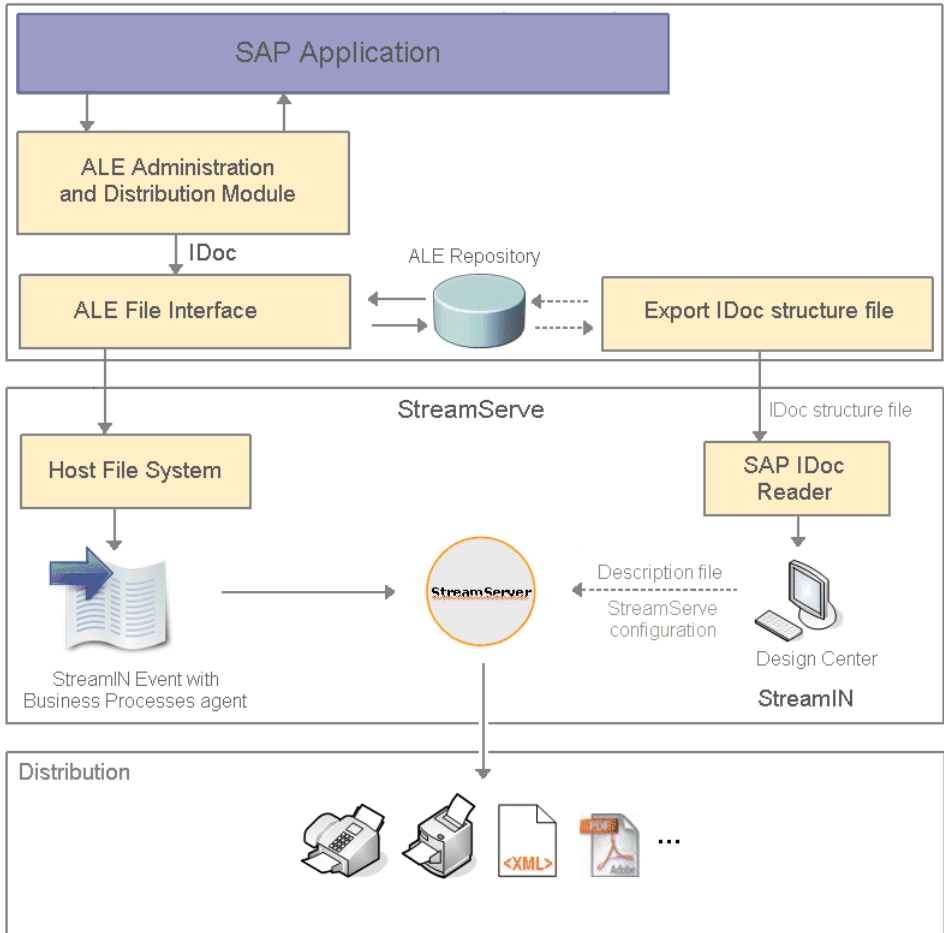 SAP Application
ALE Administration
and Distribution Module
IDoc
ALE Repository
ALE File Interface
Export IDoc structure file
StreamServe
IDoc structure file
Host File System
SAP IDoc
Reader
StreamServer
Description file
StreamServe
configuration
Design Center
StreamIN Event with
Business Processes agent
StreamIN
Distribution
<XML>
PDF
Adobe
...